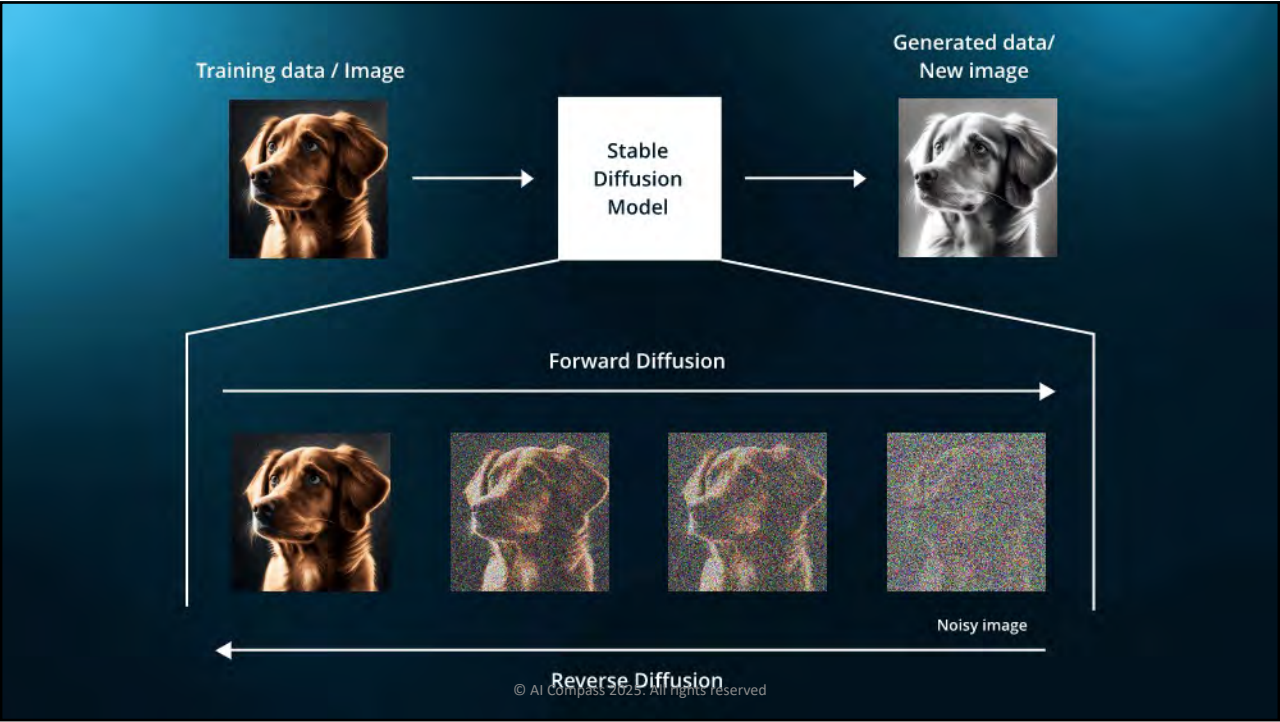 Training data / Image
Generated data/
New image
Stable
Diffusion
Model
Forward Diffusion
Noisy image
Reverse Diffusion
© AI Compass 2025. All rights reserved